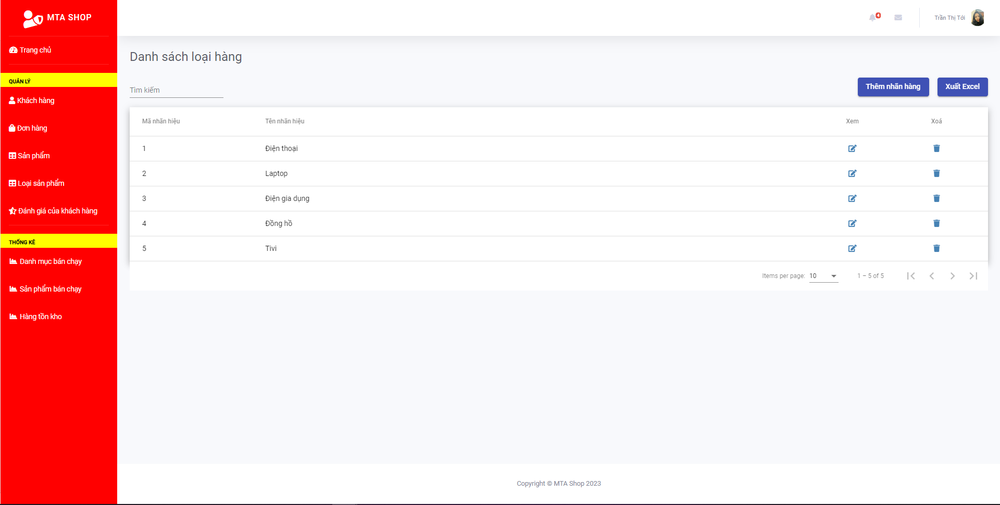 MTA SHOP
Trang chủ
QUẢN LÝ
Khách hàng
Đơn hàng
Sản phẩm
Loại sản phẩm
Đánh giá của khách hàng
THỐNG KÊ
Danh mục bán chạy
Sản phẩm bán chạy
Hàng tồn kho
4
Trần Thị Tới
Danh sách loại hàng
Tìm kiếm
Thêm nhãn hàng Xuất Excel
Mã nhãn hiệu Tên nhãn hiệu Xem Xoá
1 Điện thoại
2 Laptop
3 Điện gia dụng
4 Đồng hồ
5 Tivi
Items per page: 10 1 – 5 of 5
Copyright © MTA Shop 2023